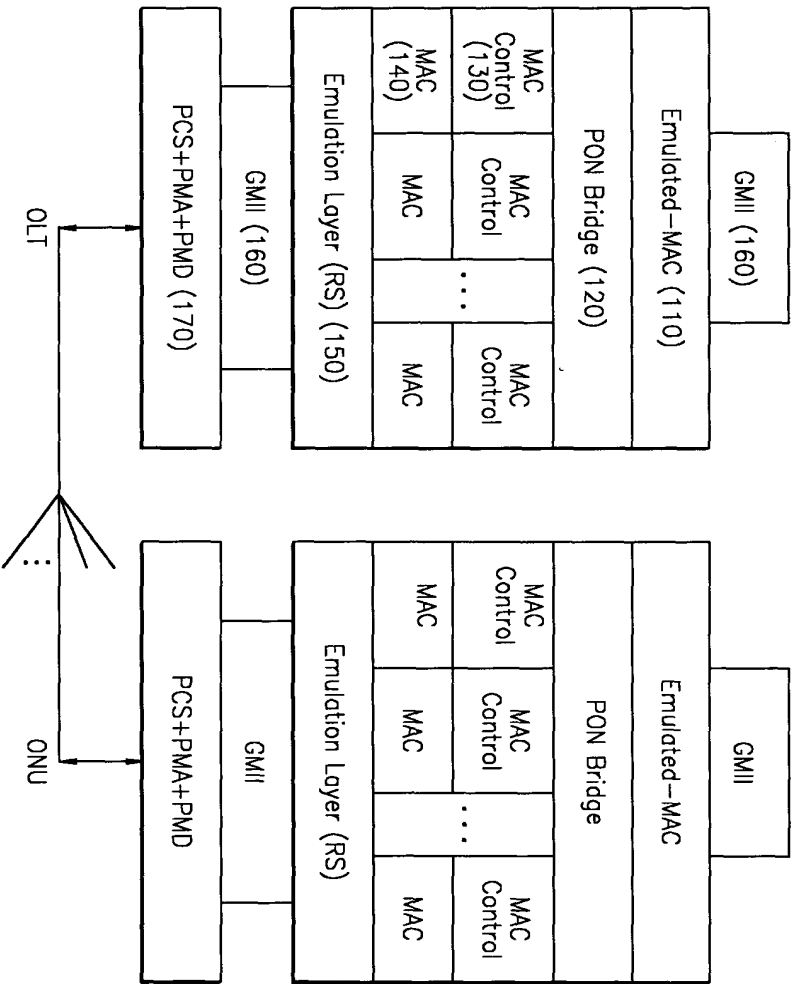 GMII (160)
Emulated-MAC (110)
PON Bridge (120)
MAC
Control
(130)
MAC
Control
...
MAC
Control
MAC
(140)
MAC
MAC
Emulation Layer (RS) (150)
GMII (160)
PCS+PMA+PMD (170)
OLT
...
GMII
Emulated-MAC
PON Bridge
MAC
Control
MAC
Control
...
MAC
Control
MAC
MAC
MAC
Emulation Layer (RS)
GMII
PCS+PMA+PMD
ONU